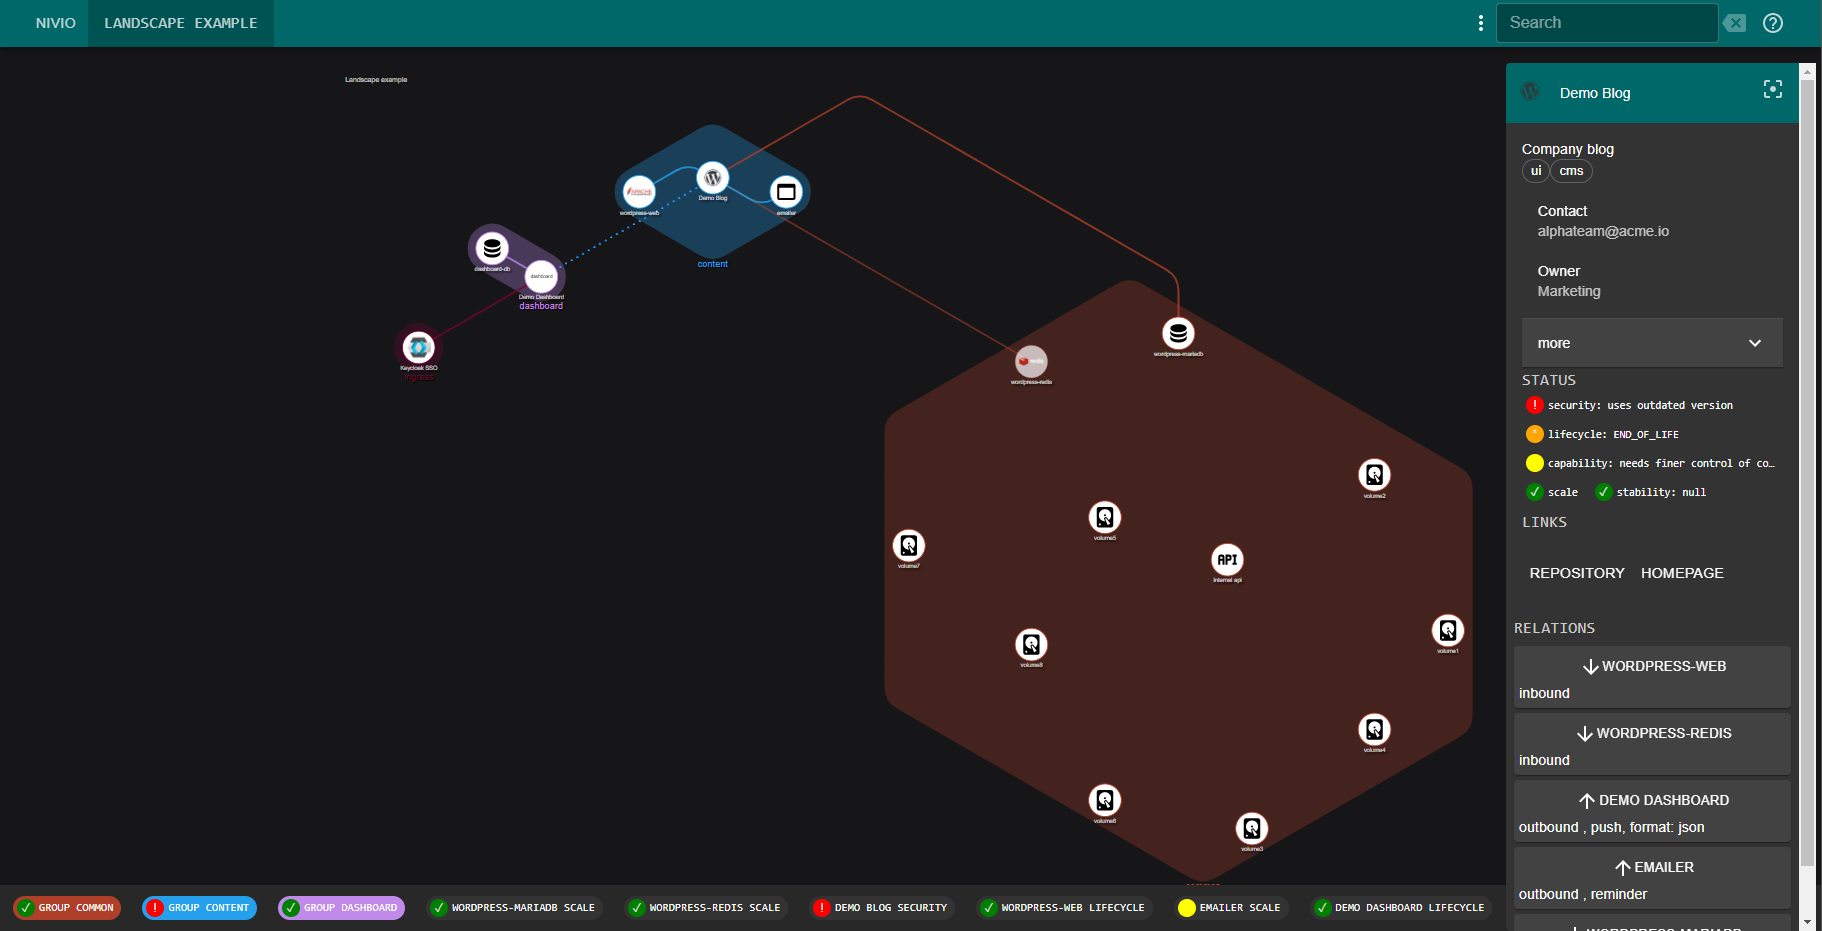 NIVIO
LANDSCAPE EXAMPLE
Search
Landscape example
APACHE
wordpress-web
Demo Blog
emailer
content
dashboard-db
dashboard
Demo Dashboard
dashboard
Keycloak SSO
ingress
wordpress-mariadb
redis
wordpress-redis
volume2
volume5
volume7
API
internal api
volume8
volume1
volume4
volume6
volume3
Demo Blog
Company blog
ui
cms
Contact
alphateam@acme.io
Owner
Marketing
more
STATUS
! security: uses outdated version
* lifecycle: END_OF_LIFE
capability: needs finer control of co…
✓ scale ✓ stability: null
LINKS
REPOSITORY HOMEPAGE
RELATIONS
↓ WORDPRESS-WEB
inbound
↓ WORDPRESS-REDIS
inbound
↑ DEMO DASHBOARD
outbound , push, format: json
↑ EMAILER
outbound , reminder
WORDPRESS-MARIADB
✓ GROUP COMMON
! GROUP CONTENT
✓ GROUP DASHBOARD
✓ WORDPRESS-MARIADB SCALE
✓ WORDPRESS-REDIS SCALE
! DEMO BLOG SECURITY
✓ WORDPRESS-WEB LIFECYCLE
EMAILER SCALE
✓ DEMO DASHBOARD LIFECYCLE